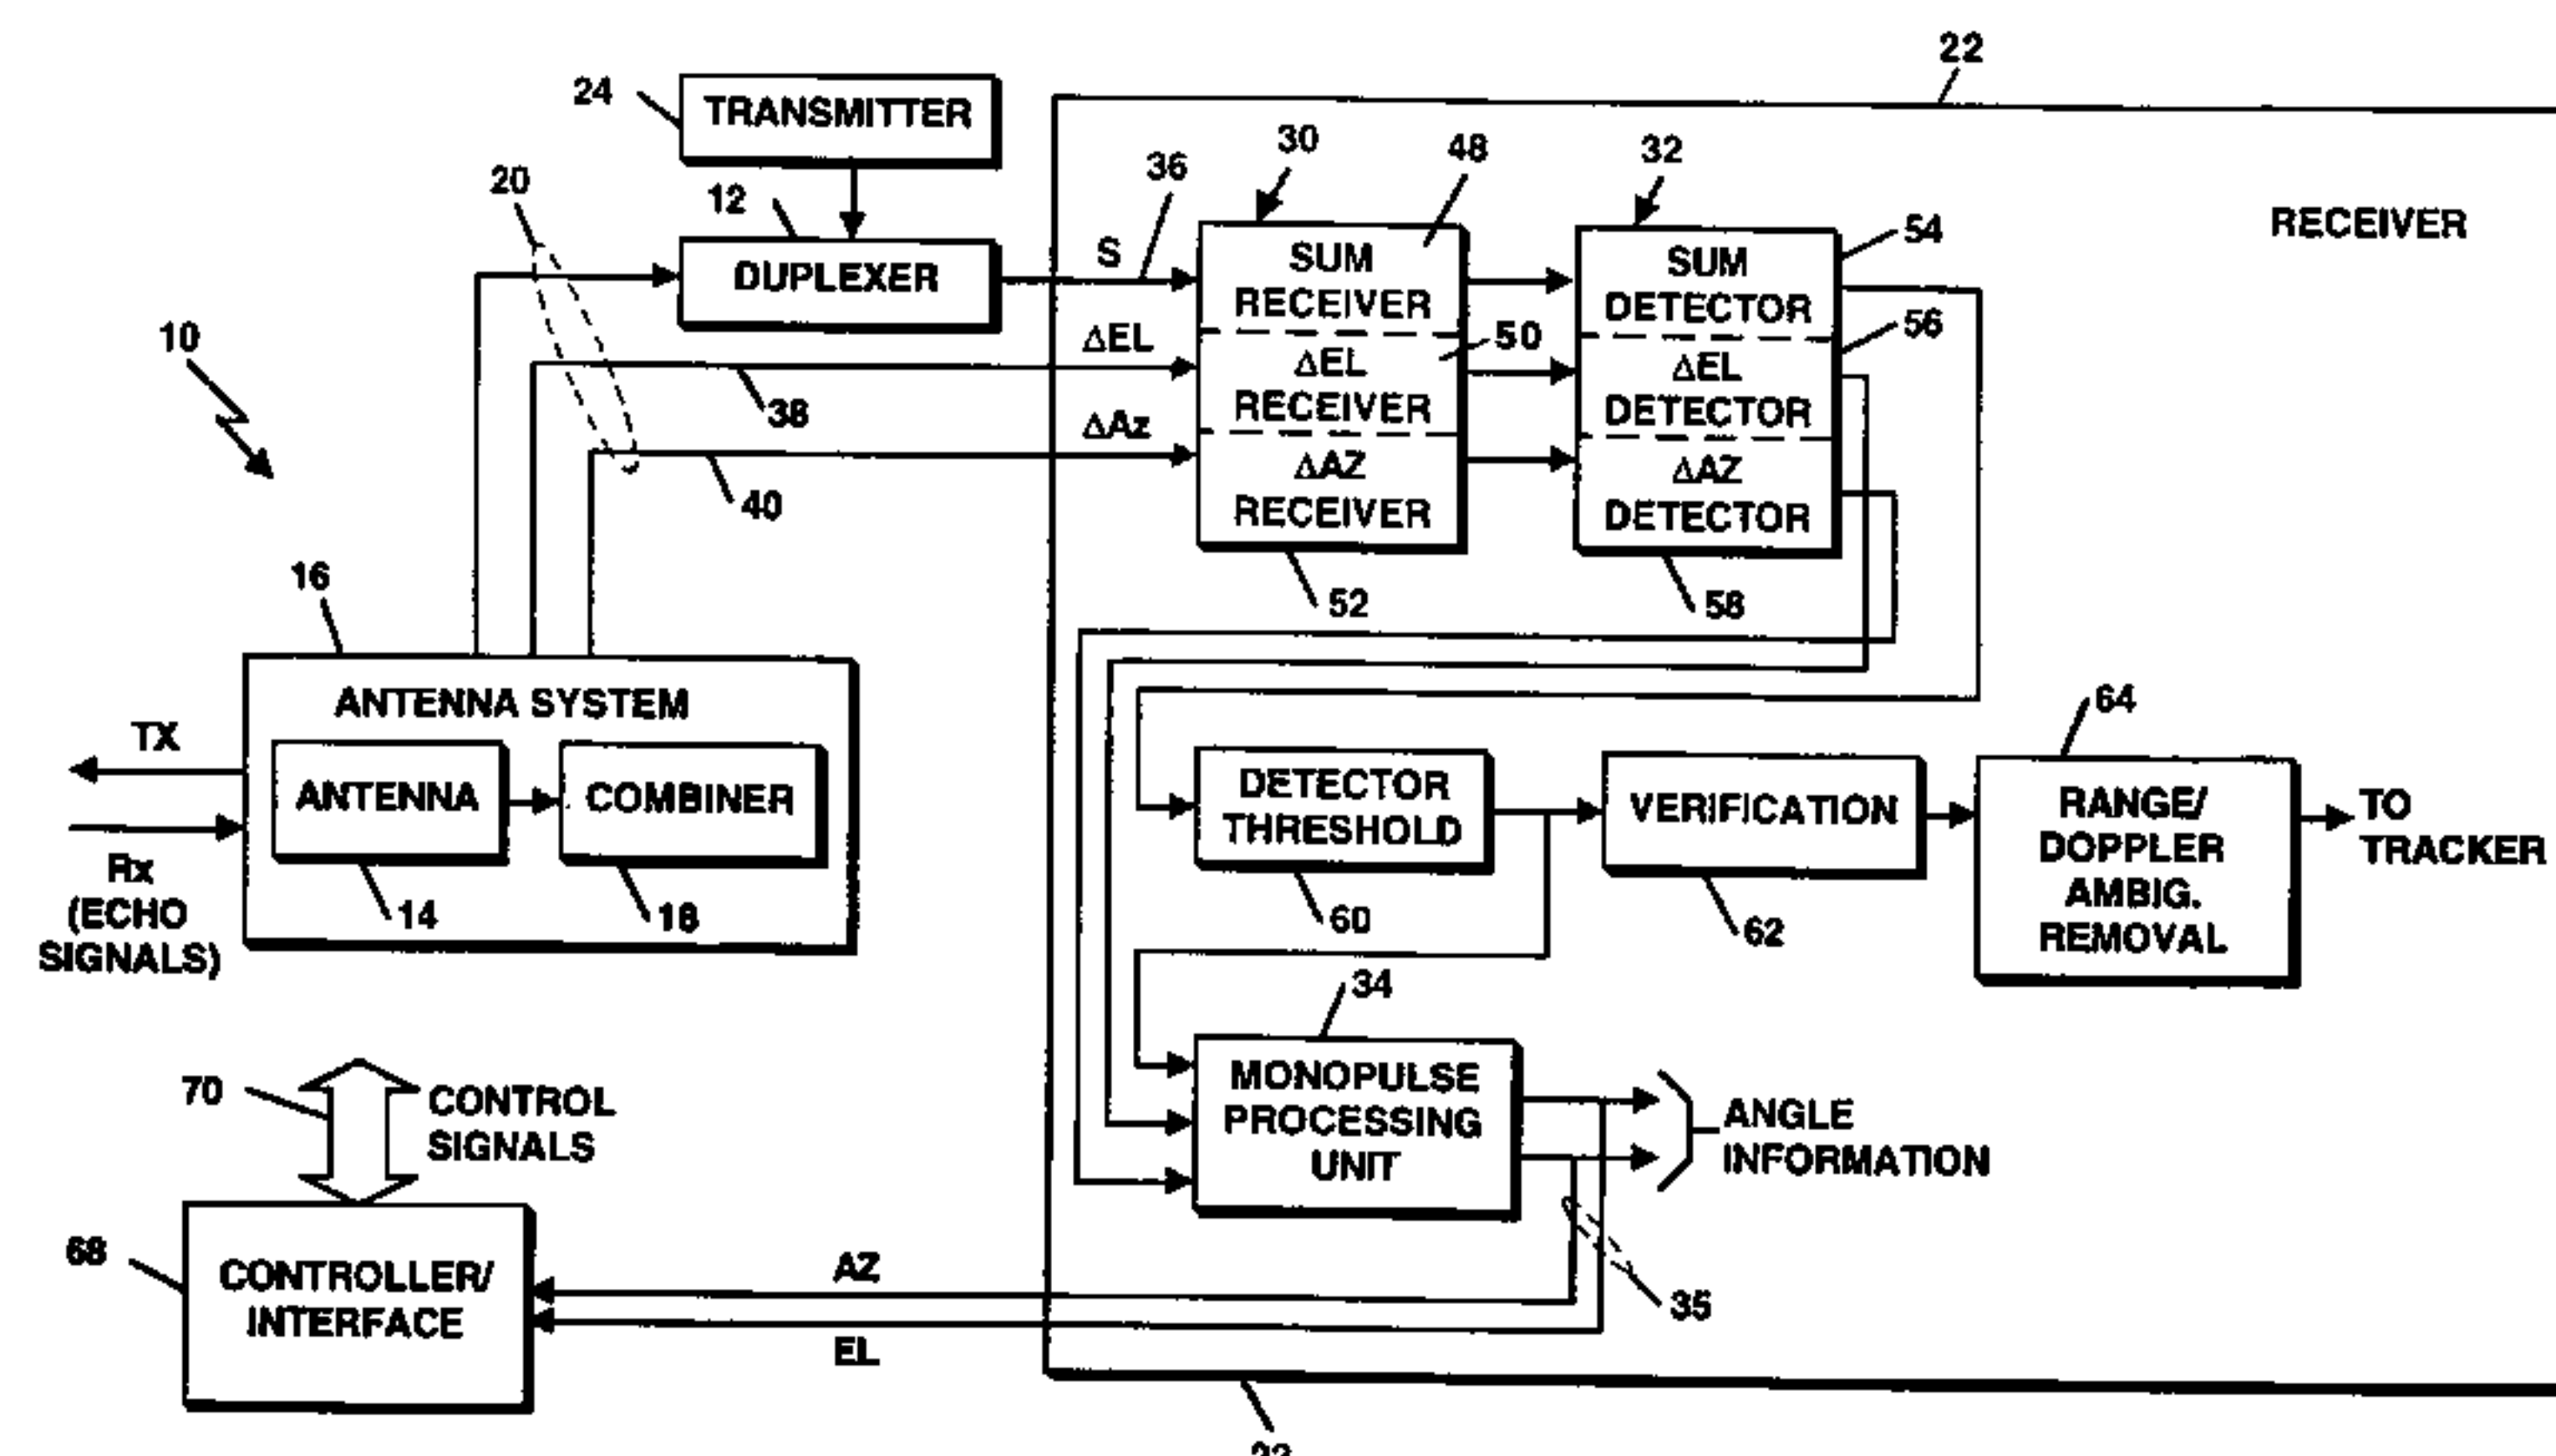 22
24
TRANSMITTER
30
48
32
36
20
12
RECEIVER
54
SUM
RECEIVER
SUM
DETECTOR
S
DUPLEXER
10
ΔEL
50
56
ΔEL
RECEIVER
ΔEL
DETECTOR
38
ΔAz
ΔAZ
RECEIVER
ΔAZ
DETECTOR
40
16
52
58
ANTENNA SYSTEM
64
TX
ANTENNA
COMBINER
DETECTOR
THRESHOLD
VERIFICATION
RANGE/
DOPPLER
AMBIG.
REMOVAL
TO
TRACKER
Rx
(ECHO
SIGNALS)
14
18
60
62
34
70
CONTROL
SIGNALS
MONOPULSE
PROCESSING
UNIT
ANGLE
INFORMATION
68
CONTROLLER/
INTERFACE
AZ
35
EL